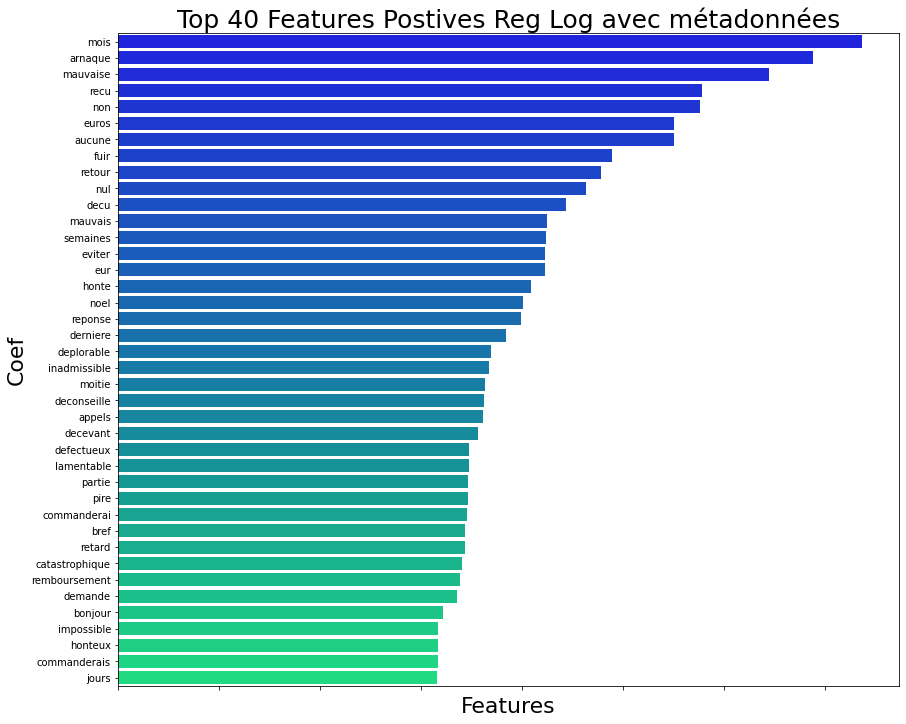 Top 40 Features Postives Reg Log avec métadonnées
mois
arnaque
mauvaise
recu
non
euros
aucune
fuir
retour
nul
decu
mauvais
semaines
eviter
eur
honte
noel
reponse
derniere
deplorable
inadmissible
moitie
deconseille
appels
decevant
defectueux
lamentable
partie
pire
commanderai
bref
retard
catastrophique
remboursement
demande
bonjour
impossible
honteux
commanderais
jours
Coef
Features